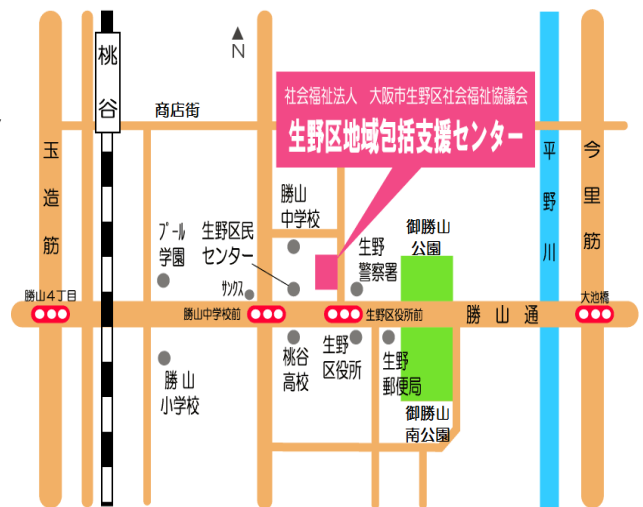 桃谷
N
社会福祉法人　大阪市生野区社会福祉協議会
生野区地域包括支援センター
商店街
玉造筋
平野川
今里筋
勝山
中学校
プール
学園
生野区民
センター
生野
警察署
御勝山
公園
サンクス
勝山4丁目
勝山中学校前
生野区役所前
勝山通
大池橋
勝山
小学校
桃谷
高校
生野
区役所
生野
郵便局
御勝山
南公園